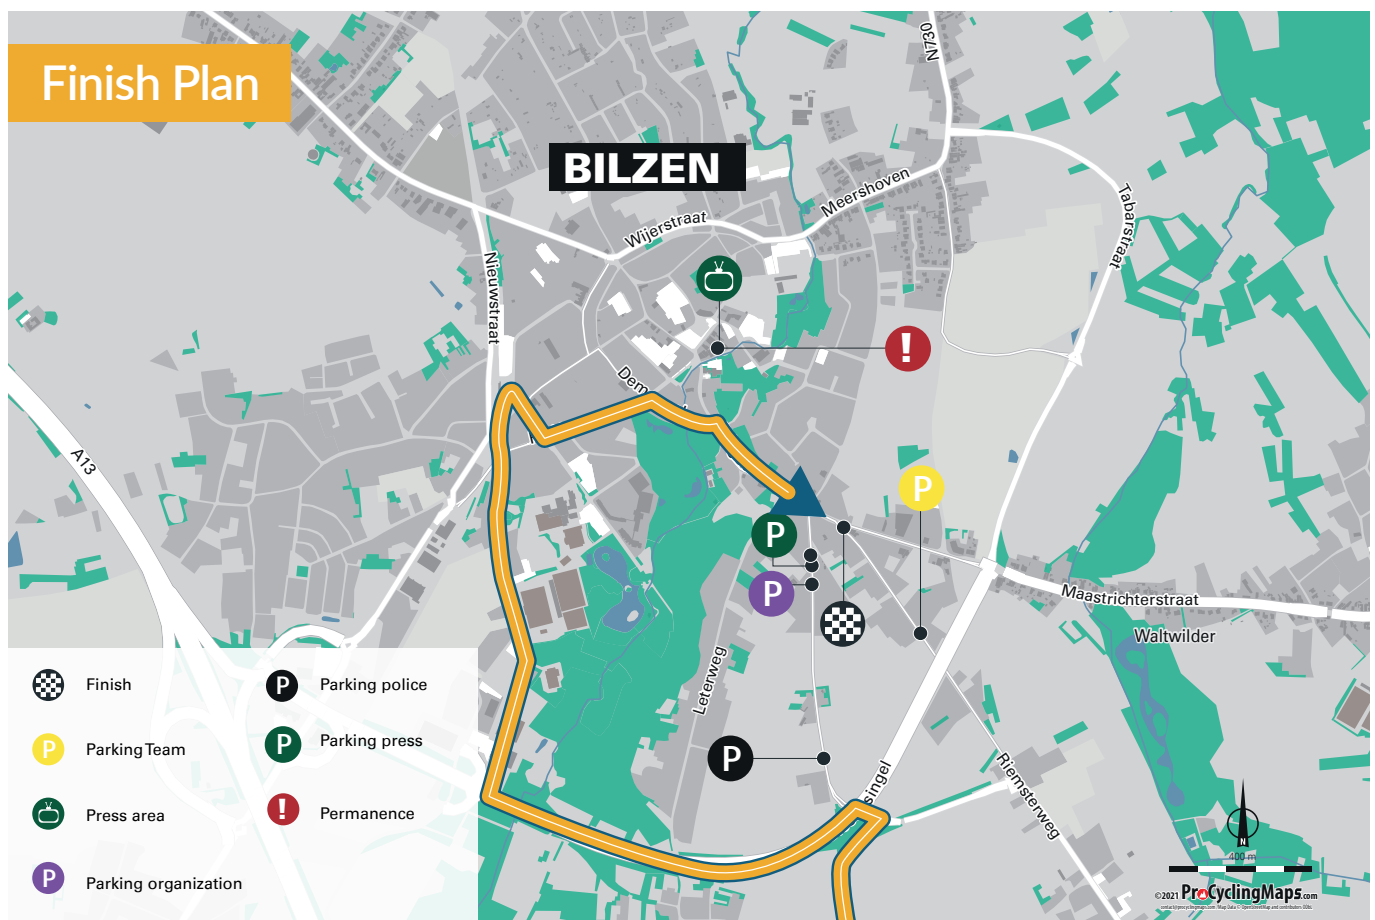 Finish Plan
N730
BILZEN
Meershoven
Tabarstraat
Wijerstraat
Nieuwstraat
!
Dem
A13
P
P
P
Maastrichterstraat
Waltwilder
Leterweg
P
singel
Riemsterweg
Finish
P Parking police
P Parking Team
P Parking press
Press area
! Permanence
P Parking organization
N
400 m
©2021 ProCyclingMaps.com